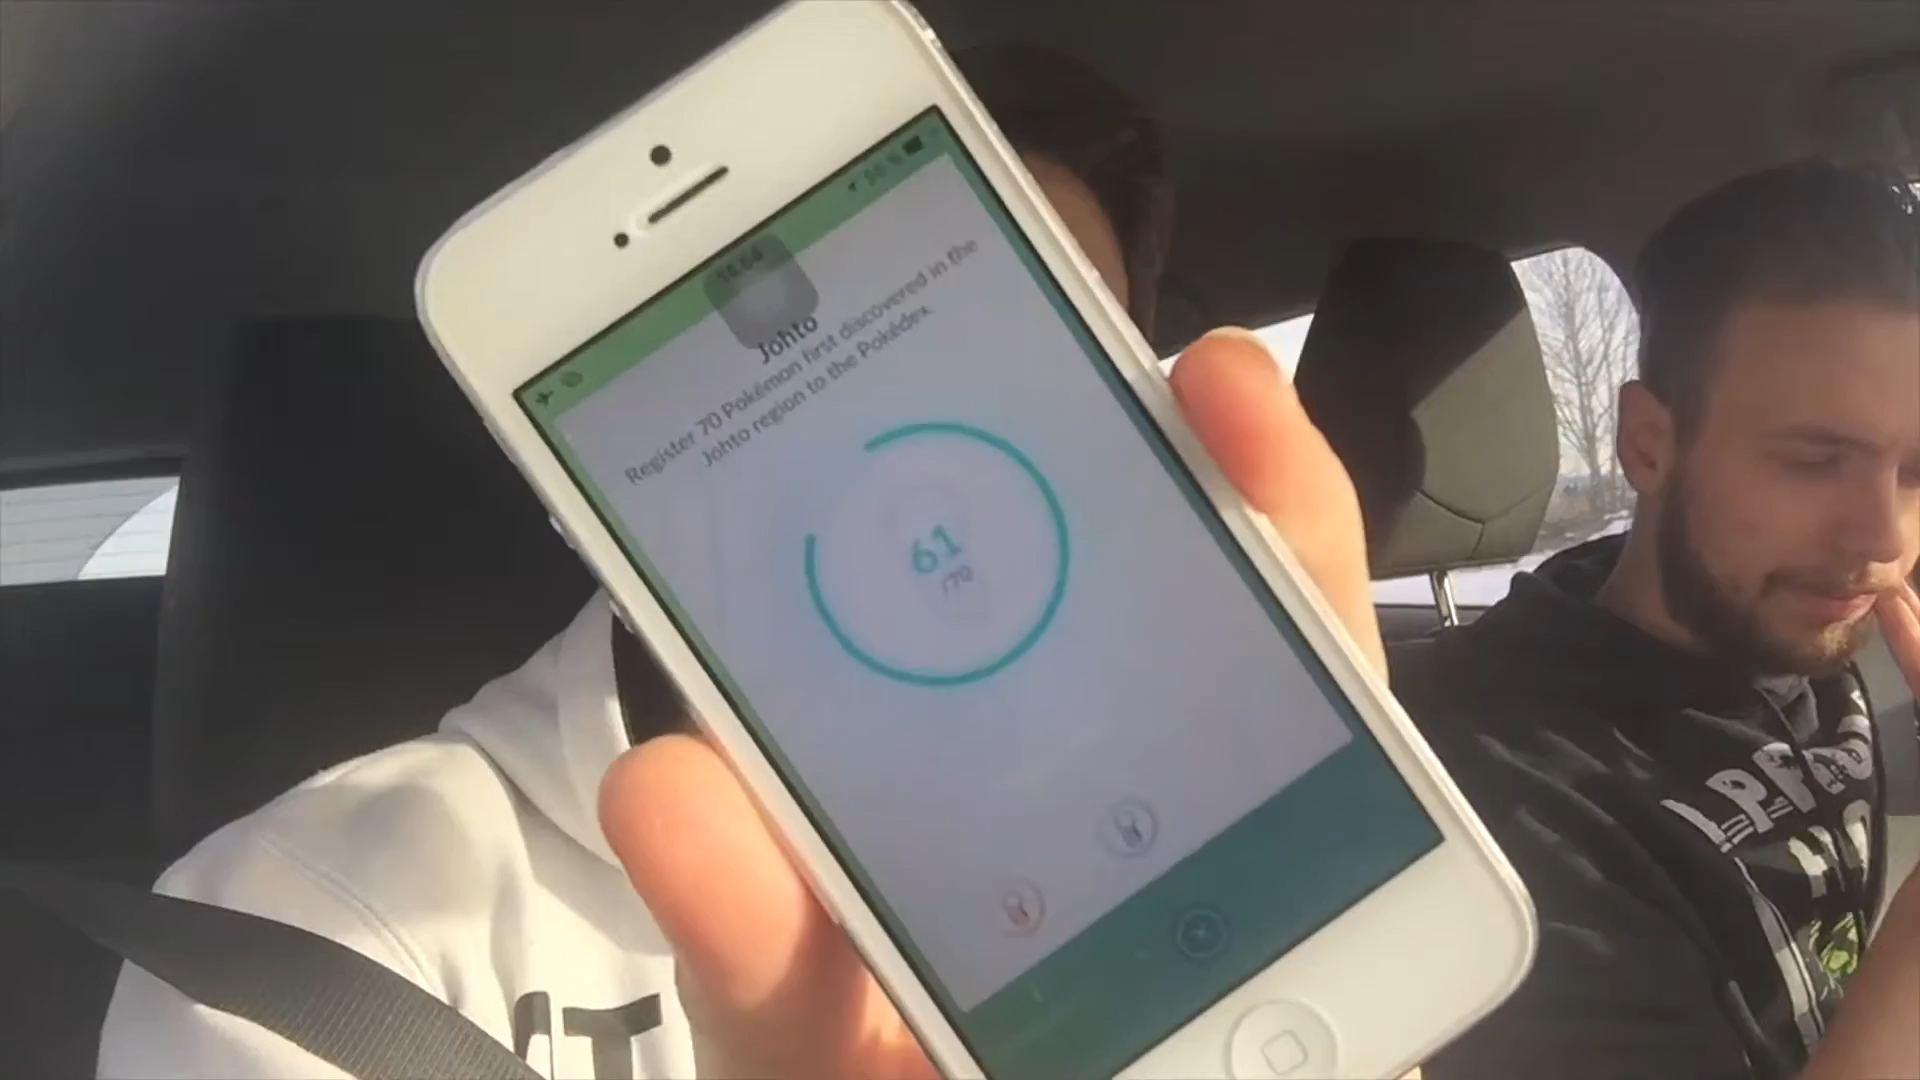 Johto
Register 70 Pokémon first discovered in the
Johto region to the Pokédex.
61
/70